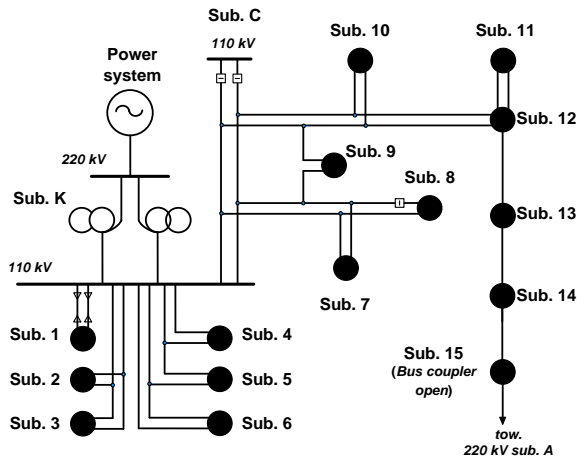 Sub. C
110 kV
Sub. 10
Sub. 11
Power
system
Sub. 12
Sub. 9
220 kV
Sub. 8
Sub. K
Sub. 13
110 kV
Sub. 7
Sub. 14
Sub. 1
Sub. 4
Sub. 15
(Bus coupler
open)
Sub. 2
Sub. 5
Sub. 3
Sub. 6
tow.
220 kV sub. A